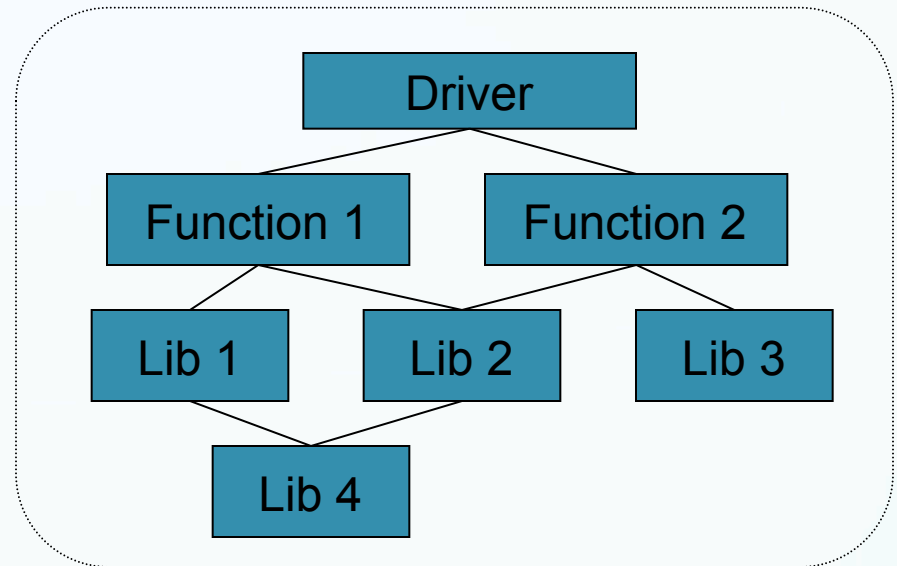 Driver
Function 1
Function 2
Lib 1
Lib 2
Lib 3
Lib 4